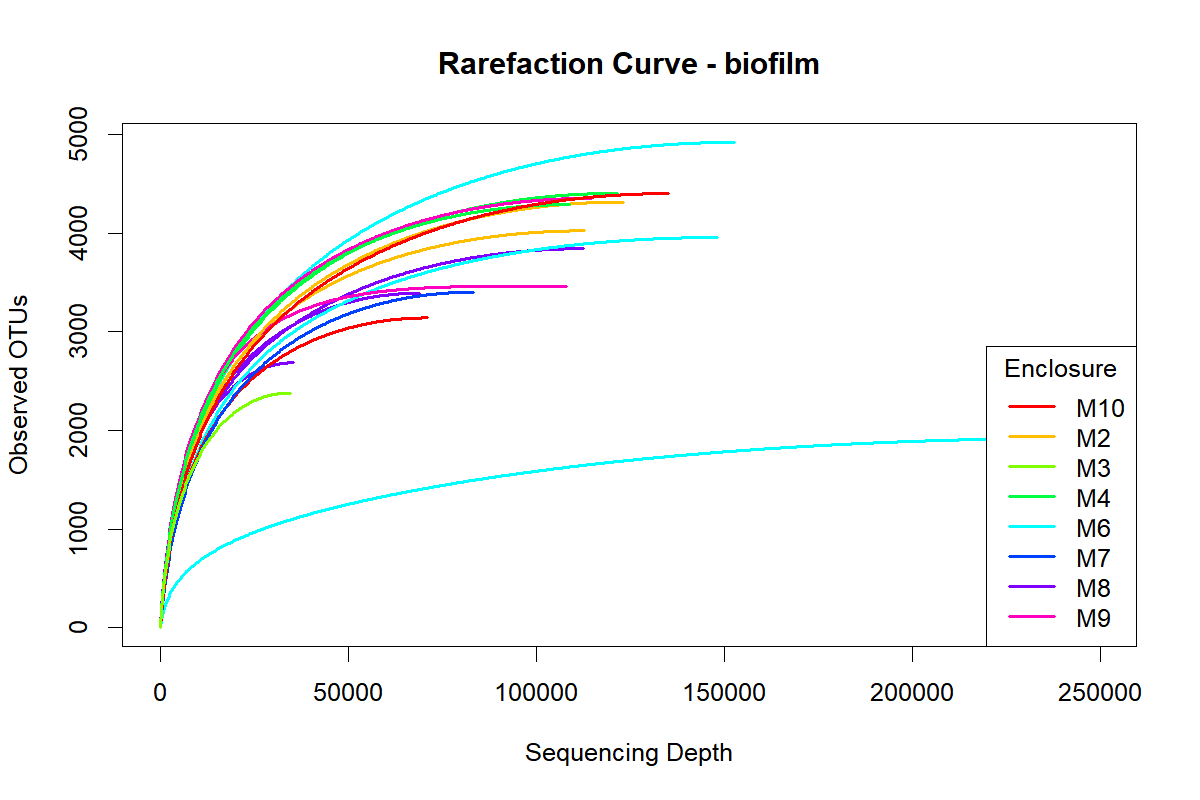 Rarefaction Curve - biofilm
Observed OTUs
5000
4000
3000
2000
1000
0
Enclosure
M10
M2
M3
M4
M6
M7
M8
M9
0 50000 100000 150000 200000 250000
Sequencing Depth